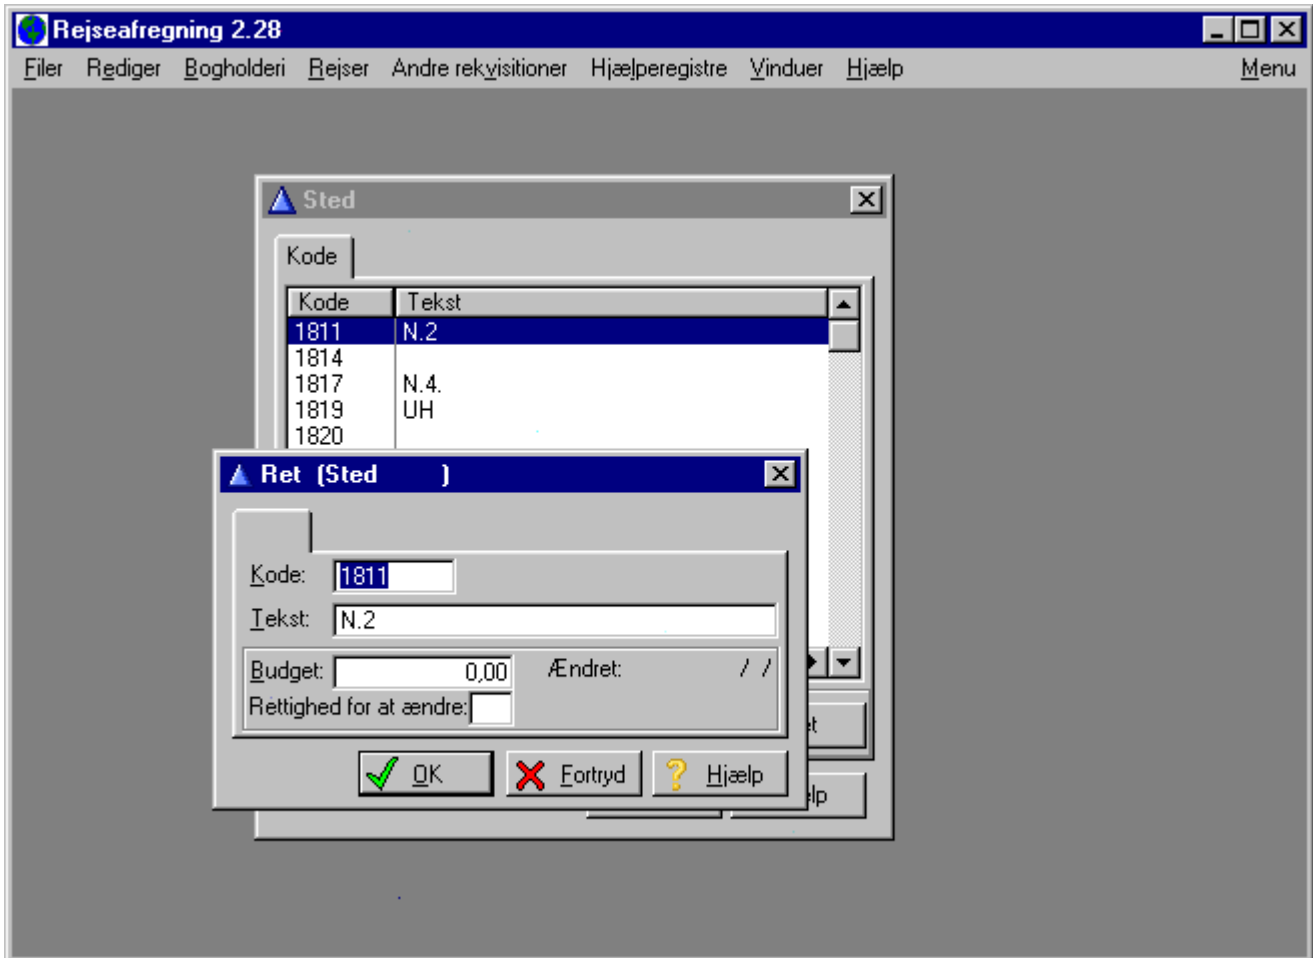 Rejseafregning 2.28
Filer Rediger Bogholderi Rejser Andre rekvisitioner Hjælperegistre Vinduer Hjælp Menu
Sted
Kode
Kode Tekst
1811 N.2
1814
1817 N.4.
1819 UH
1820
Ret (Sted )
Kode: 1811
Tekst: N.2
Budget: 0,00 Ændret: / /
Rettighed for at ændre:
OK Fortryd Hjælp